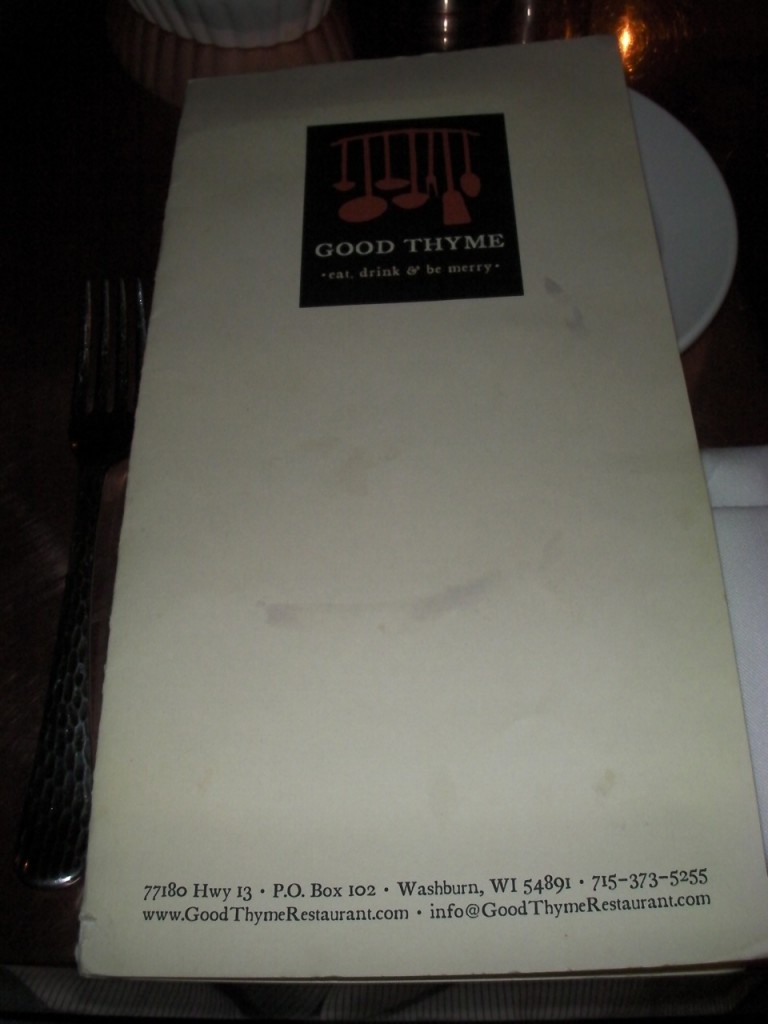 GOOD THYME
•eat, drink & be merry•
77180 Hwy 13 • P.O. Box 102 • Washburn, WI 54891 • 715-373-5255
www.GoodThymeRestaurant.com • info@GoodThymeRestaurant.com